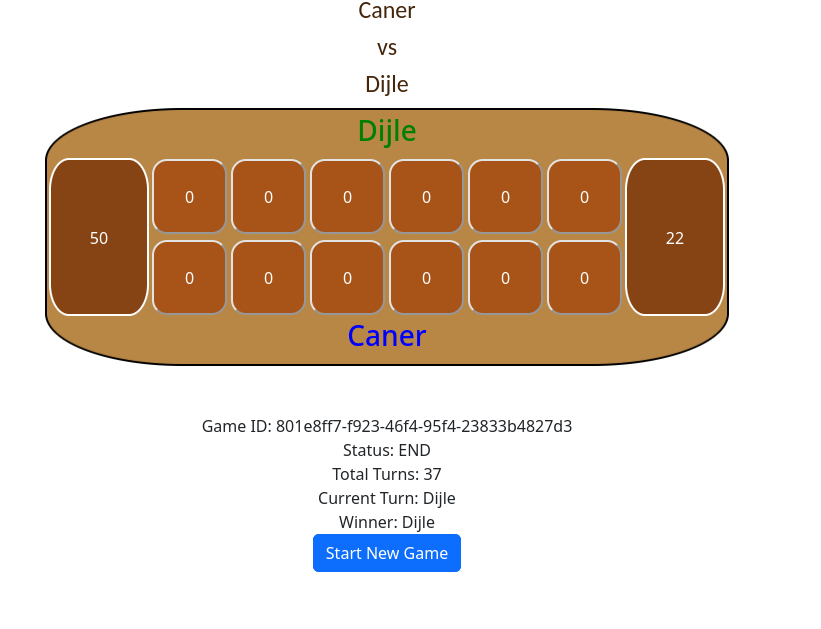 Caner
vs
Dijle
Dijle
50 0 0 0 0 0 0 22
0 0 0 0 0 0
Caner
Game ID: 801e8ff7-f923-46f4-95f4-23833b4827d3
Status: END
Total Turns: 37
Current Turn: Dijle
Winner: Dijle
Start New Game